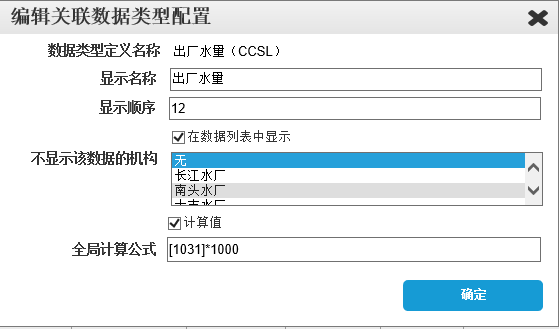 编辑关联数据类型配置
数据类型定义名称 出厂水量（CCSL）
显示名称 出厂水量
显示顺序 12
在数据列表中显示
不显示该数据的机构 无
长江水厂
南头水厂
计算值
全局计算公式 [1031]*1000
确定